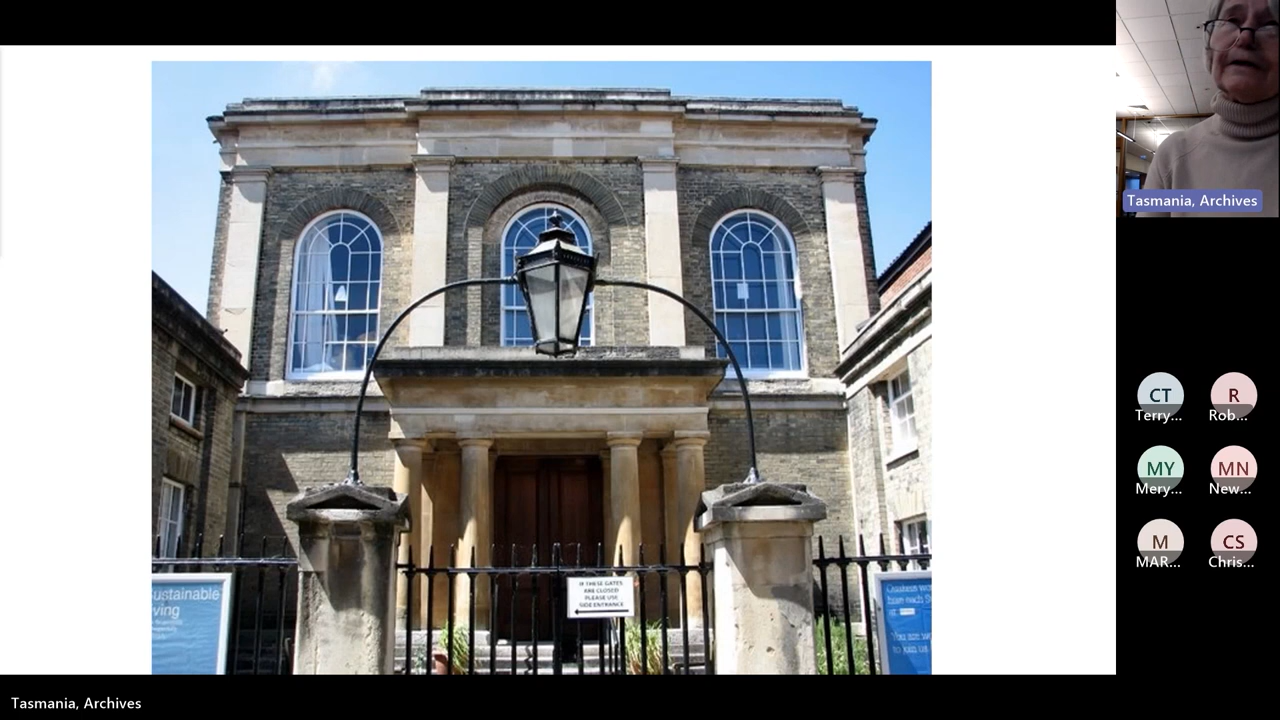 Tasmania, Archives
CT
Terry...
R
Rob...
MY
Mery...
MN
New...
M
MAR...
CS
Chris...
IF THESE GATES
ARE CLOSED
PLEASE USE
SIDE ENTRANCE
Sustainable
You are we
to join us
Tasmania, Archives